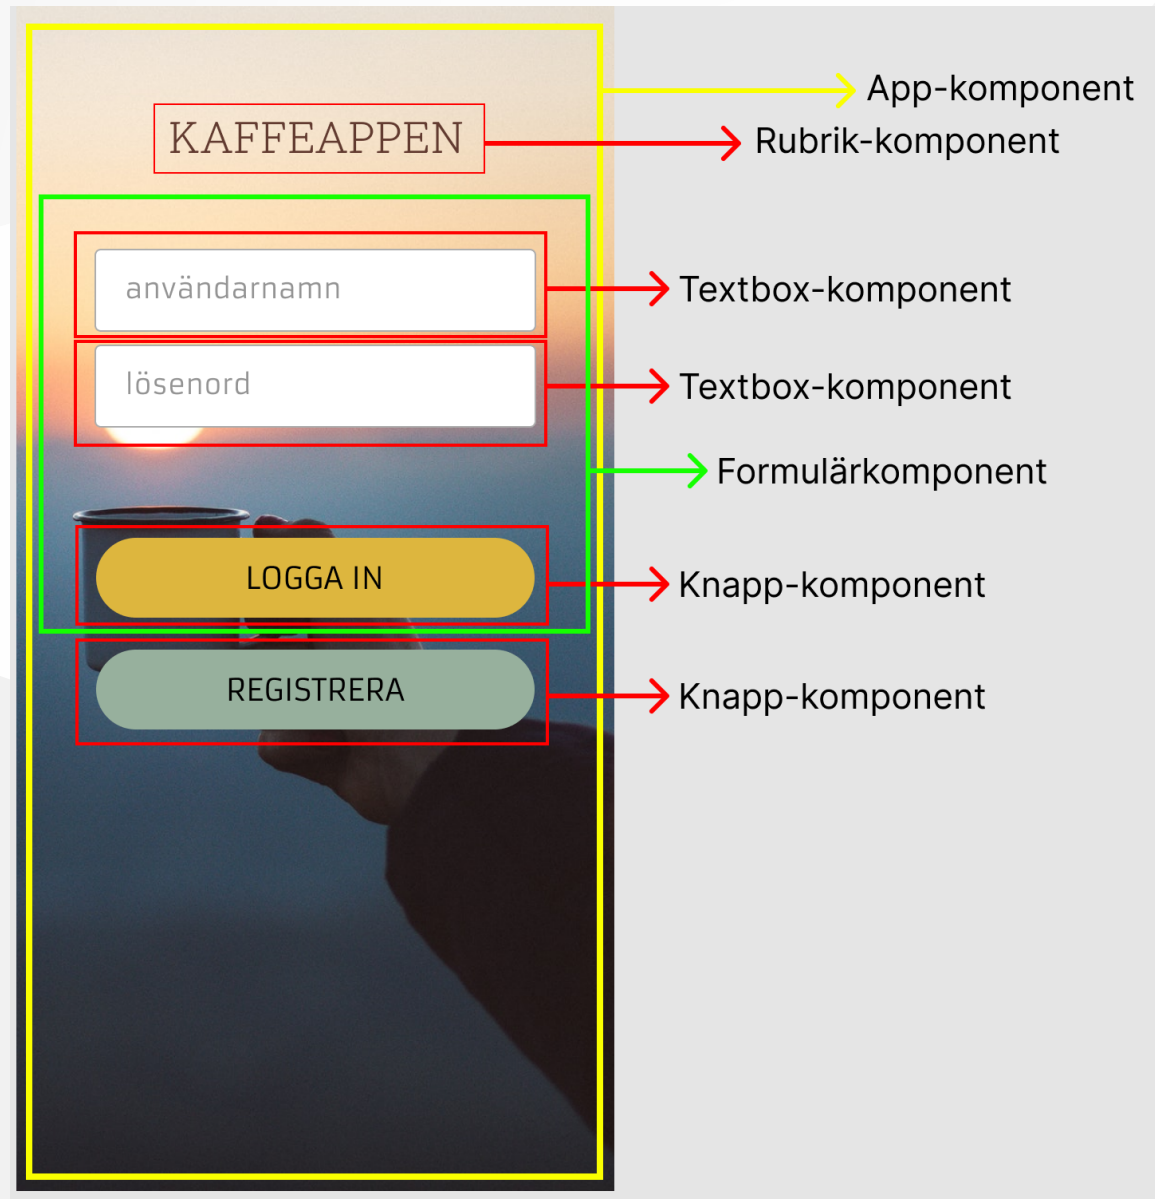 App-komponent
KAFFEAPPEN
Rubrik-komponent
användarnamn
Textbox-komponent
lösenord
Textbox-komponent
Formulärkomponent
LOGGA IN
Knapp-komponent
REGISTRERA
Knapp-komponent